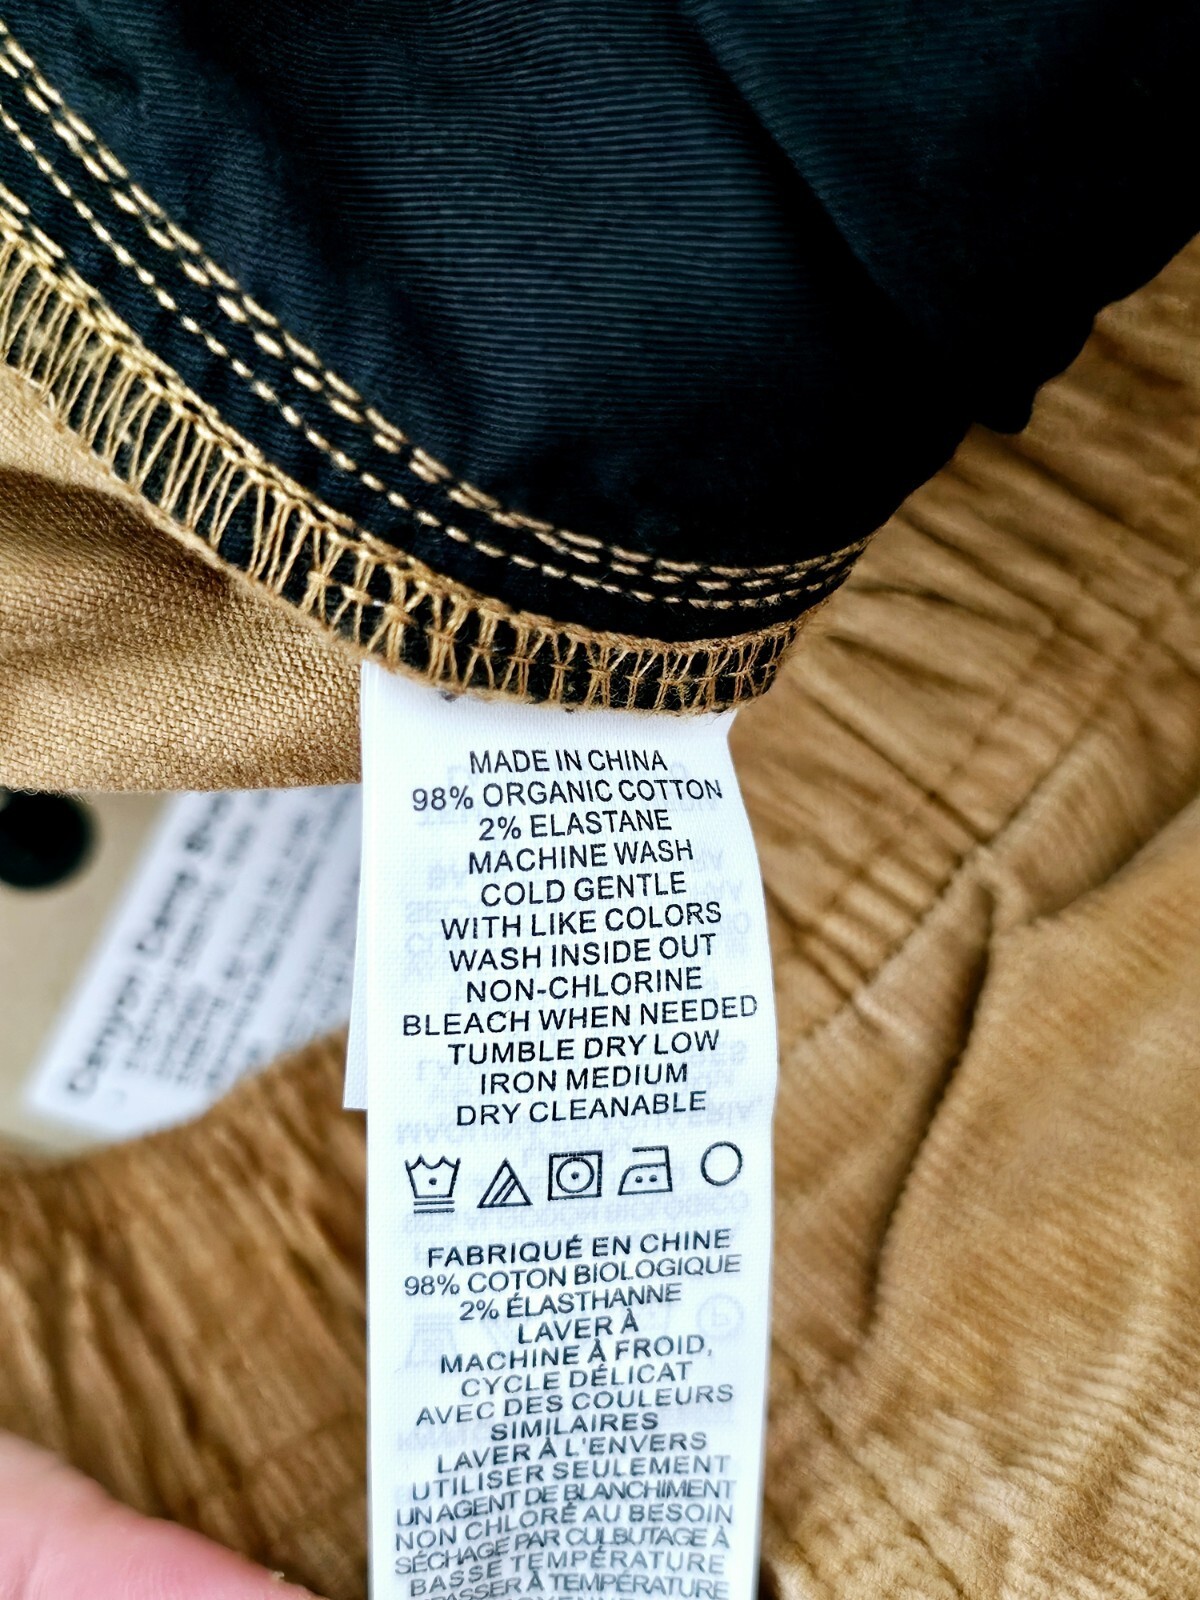 MADE IN CHINA
98% ORGANIC COTTON
2% ELASTANE
MACHINE WASH
COLD GENTLE
WITH LIKE COLORS
WASH INSIDE OUT
NON-CHLORINE
BLEACH WHEN NEEDED
TUMBLE DRY LOW
IRON MEDIUM
DRY CLEANABLE
FABRIQUÉ EN CHINE
98% COTON BIOLOGIQUE
2% ÉLASTHANNE
LAVER À
MACHINE À FROID,
CYCLE DÉLICAT
AVEC DES COULEURS
SIMILAIRES
LAVER À L'ENVERS
UTILISER SEULEMENT
UN AGENT DE BLANCHIMENT
NON CHLORÉ AU BESOIN
SÉCHAGE PAR CULBUTAGE À
BASSE TEMPÉRATURE
À TEMPÉRATURE